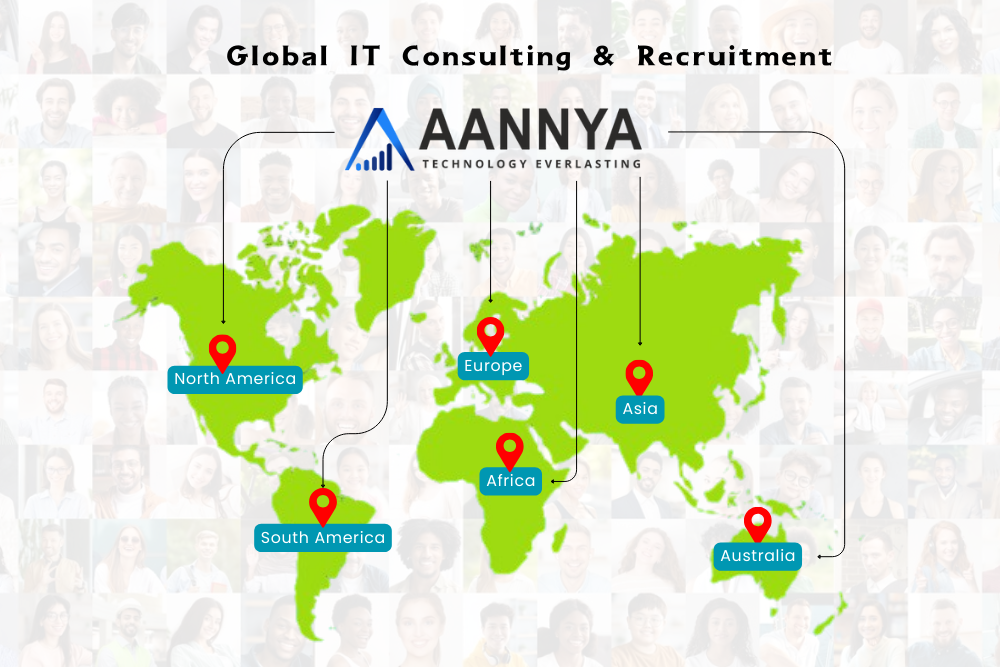 Global IT Consulting & Recruitment
AANNYA
TECHNOLOGY EVERLASTING
Europe
North America
Asia
Africa
South America
Australia